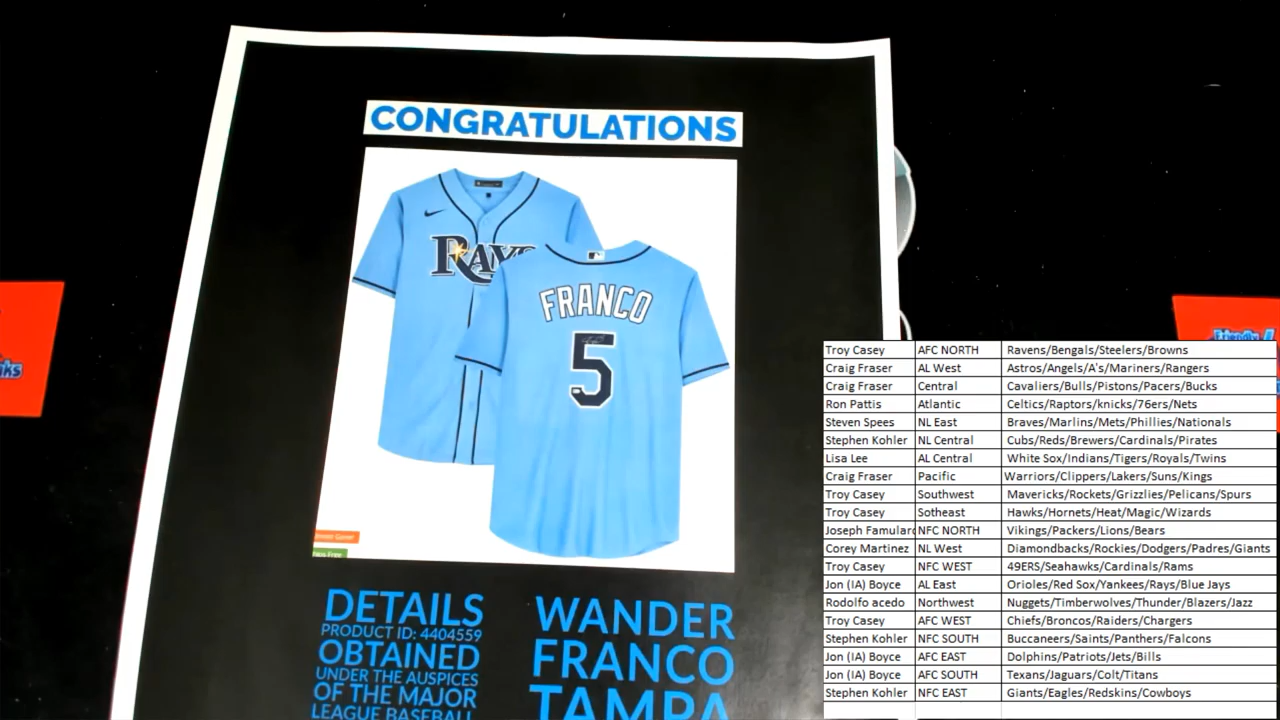 CONGRATULATIONS
RAYS
FRANCO
5
DETAILS
PRODUCT ID: 4404559
OBTAINED
UNDER THE AUSPICES
OF THE MAJOR
LEAGUE BASEBALL
WANDER
FRANCO
TAMPA
Troy Casey AFC NORTH Ravens/Bengals/Steelers/Browns
Craig Fraser AL West Astros/Angels/A's/Mariners/Rangers
Craig Fraser Central Cavaliers/Bulls/Pistons/Pacers/Bucks
Ron Pattis Atlantic Celtics/Raptors/knicks/76ers/Nets
Steven Spees NL East Braves/Marlins/Mets/Phillies/Nationals
Stephen Kohler NL Central Cubs/Reds/Brewers/Cardinals/Pirates
Lisa Lee AL Central White Sox/Indians/Tigers/Royals/Twins
Craig Fraser Pacific Warriors/Clippers/Lakers/Suns/Kings
Troy Casey Southwest Mavericks/Rockets/Grizzlies/Pelicans/Spurs
Troy Casey Sotheast Hawks/Hornets/Heat/Magic/Wizards
Joseph Famularo NFC NORTH Vikings/Packers/Lions/Bears
Corey Martinez NL West Diamondbacks/Rockies/Dodgers/Padres/Giants
Troy Casey NFC WEST 49ERS/Seahawks/Cardinals/Rams
Jon (IA) Boyce AL East Orioles/Red Sox/Yankees/Rays/Blue Jays
Rodolfo acedo Northwest Nuggets/Timberwolves/Thunder/Blazers/Jazz
Troy Casey AFC WEST Chiefs/Broncos/Raiders/Chargers
Stephen Kohler NFC SOUTH Buccaneers/Saints/Panthers/Falcons
Jon (IA) Boyce AFC EAST Dolphins/Patriots/Jets/Bills
Jon (IA) Boyce AFC SOUTH Texans/Jaguars/Colt/Titans
Stephen Kohler NFC EAST Giants/Eagles/Redskins/Cowboys